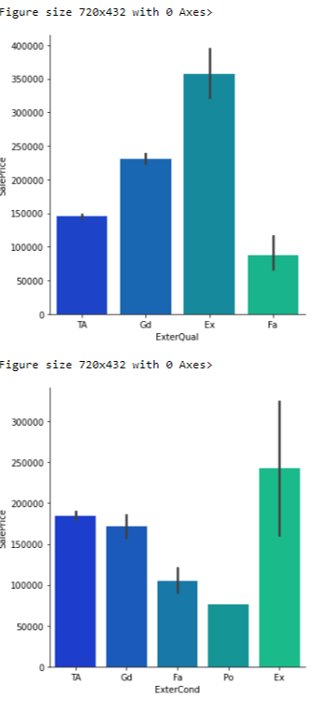 Figure size 720x432 with 0 Axes>
400000
350000
300000
250000
200000
150000
100000
50000
0
SalePrice
TA Gd Ex Fa
ExterQual
Figure size 720x432 with 0 Axes>
300000
250000
200000
150000
100000
50000
0
SalePrice
TA Gd Fa Po Ex
ExterCond